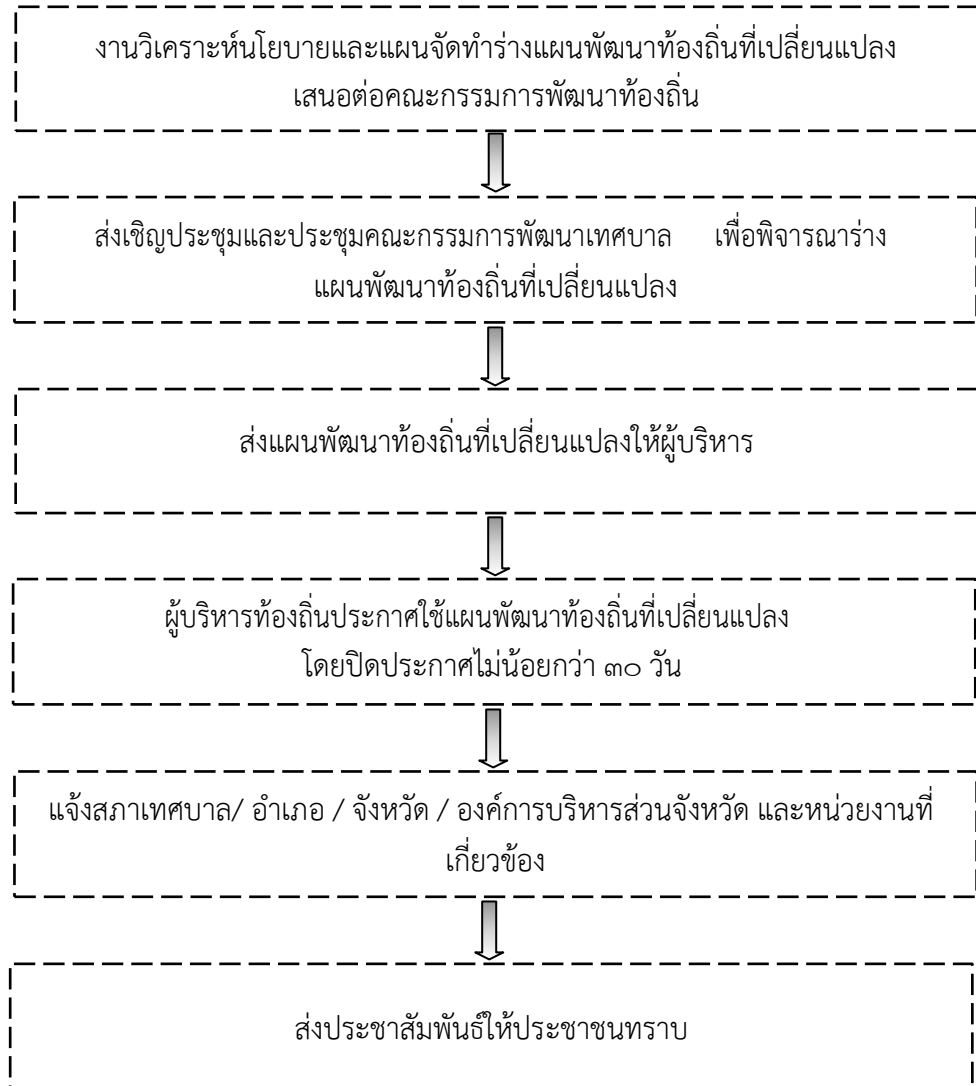 งานวิเคราะห์นโยบายและแผนจัดทำร่างแผนพัฒนาท้องถิ่นที่เปลี่ยนแปลง
เสนอต่อคณะกรรมการพัฒนาท้องถิ่น
ส่งเชิญประชุมและประชุมคณะกรรมการพัฒนาเทศบาล เพื่อพิจารณาร่าง
แผนพัฒนาท้องถิ่นที่เปลี่ยนแปลง
ส่งแผนพัฒนาท้องถิ่นที่เปลี่ยนแปลงให้ผู้บริหาร
ผู้บริหารท้องถิ่นประกาศใช้แผนพัฒนาท้องถิ่นที่เปลี่ยนแปลง
โดยปิดประกาศไม่น้อยกว่า ๓๐ วัน
แจ้งสภาเทศบาล/ อำเภอ / จังหวัด / องค์การบริหารส่วนจังหวัด และหน่วยงานที่
เกี่ยวข้อง
ส่งประชาสัมพันธ์ให้ประชาชนทราบ